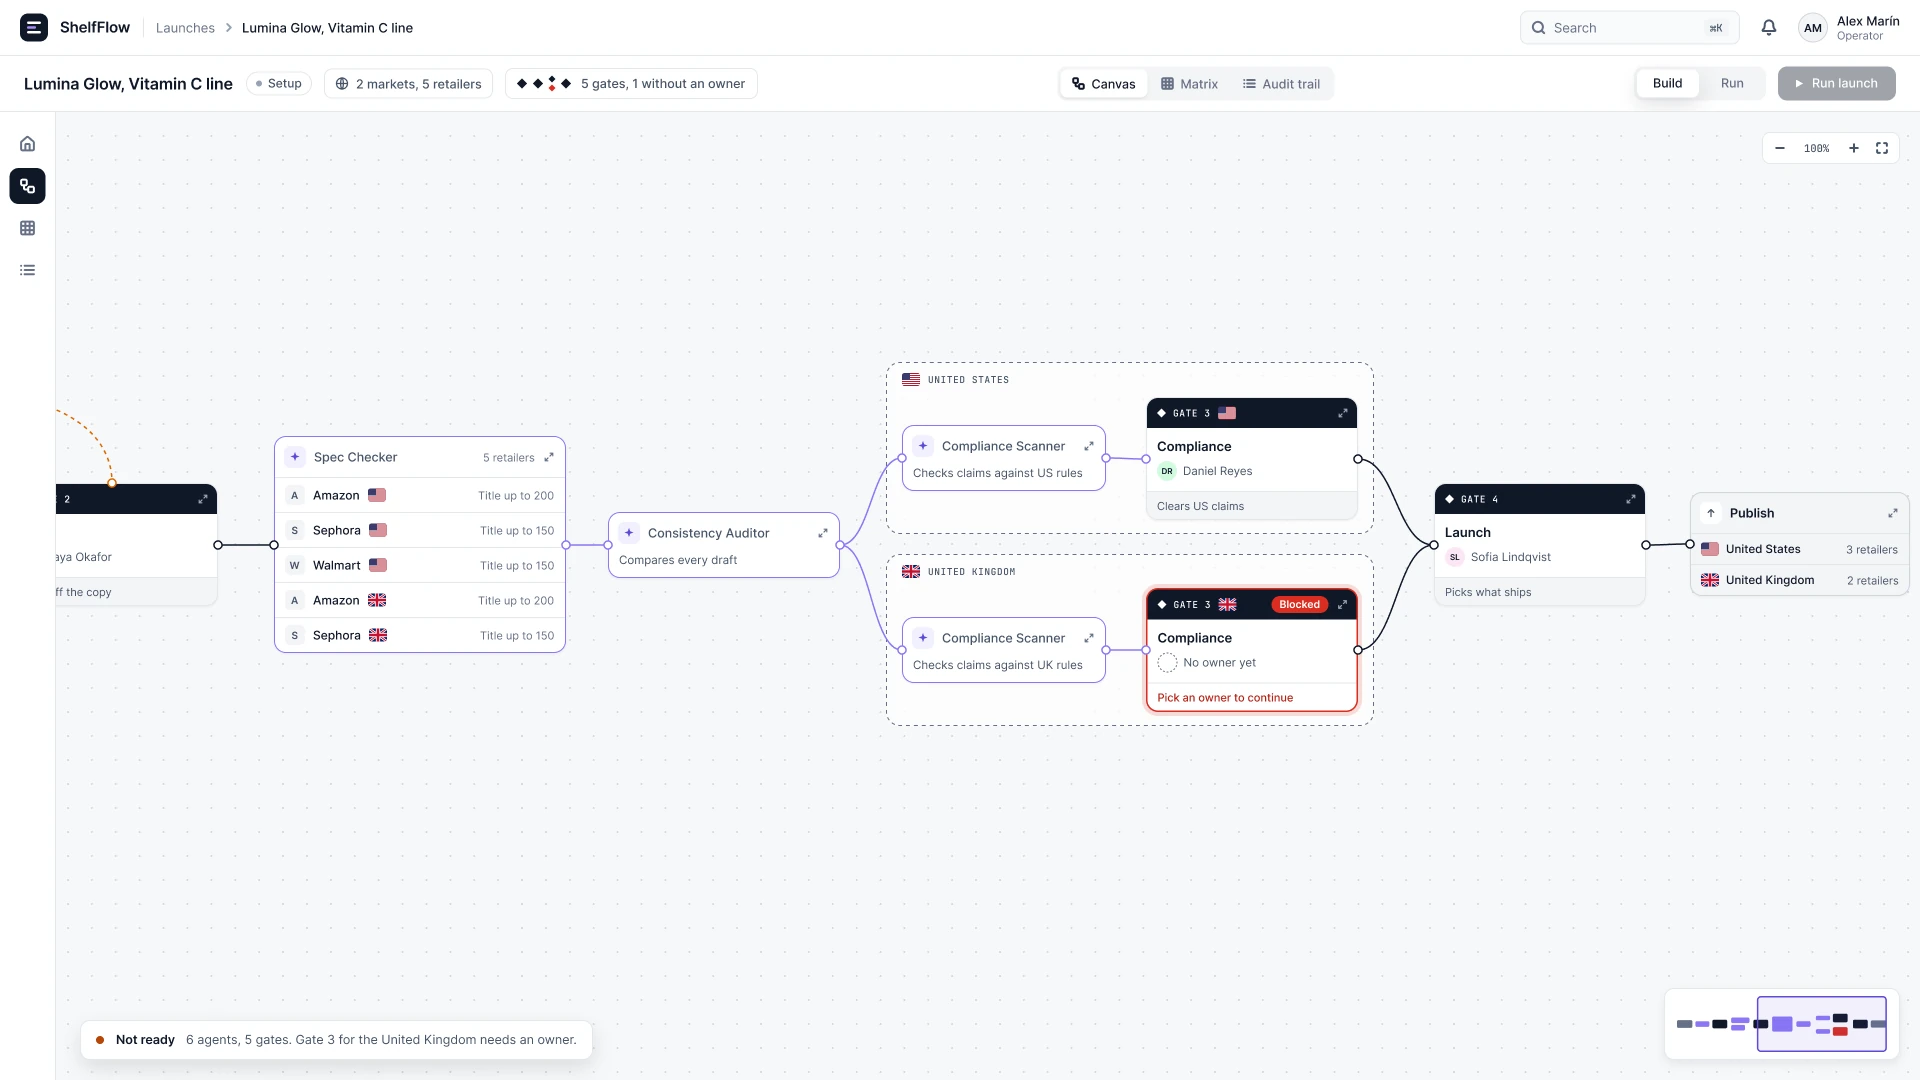 ShelfFlow
Launches
Lumina Glow, Vitamin C line
Search
⌘K
AM
Alex Marín
Operator
Lumina Glow, Vitamin C line
Setup
2 markets, 5 retailers
5 gates, 1 without an owner
Canvas
Matrix
Audit trail
Build
Run
Run launch
100%
2
aya Okafor
ff the copy
Spec Checker
5 retailers
A Amazon Title up to 200
S Sephora Title up to 150
W Walmart Title up to 150
A Amazon Title up to 200
S Sephora Title up to 150
Consistency Auditor
Compares every draft
UNITED STATES
Compliance Scanner
Checks claims against US rules
GATE 3
Compliance
DR Daniel Reyes
Clears US claims
UNITED KINGDOM
Compliance Scanner
Checks claims against UK rules
GATE 3
Blocked
Compliance
No owner yet
Pick an owner to continue
GATE 4
Launch
SL Sofia Lindqvist
Picks what ships
Publish
United States 3 retailers
United Kingdom 2 retailers
Not ready 6 agents, 5 gates. Gate 3 for the United Kingdom needs an owner.